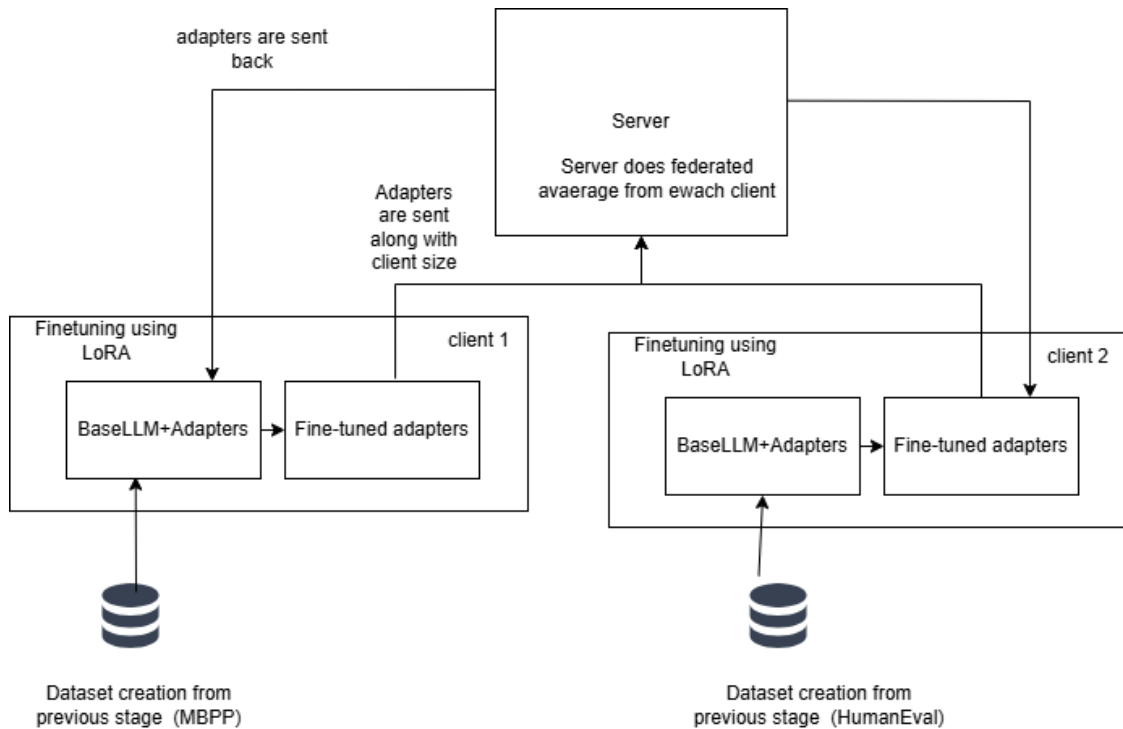 adapters are sent
back
Server
Server does federated
avaerage from ewach client
Adapters
are sent
along with
client size
Finetuning using
LoRA
client 1
BaseLLM+Adapters
Fine-tuned adapters
Finetuning using
LoRA
client 2
BaseLLM+Adapters
Fine-tuned adapters
Dataset creation from
previous stage (MBPP)
Dataset creation from
previous stage (HumanEval)